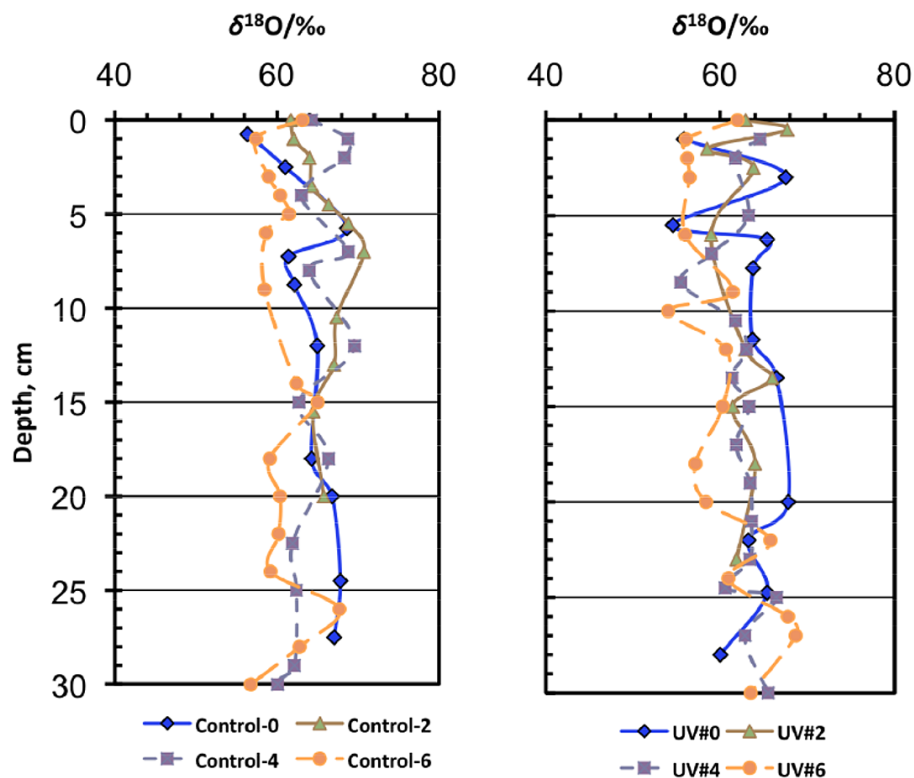 δ¹⁸O/‰
40 60 80
0
5
10
15
20
25
30
Depth, cm
Control-0 Control-2
Control-4 Control-6
δ¹⁸O/‰
40 60 80
UV#0 UV#2
UV#4 UV#6